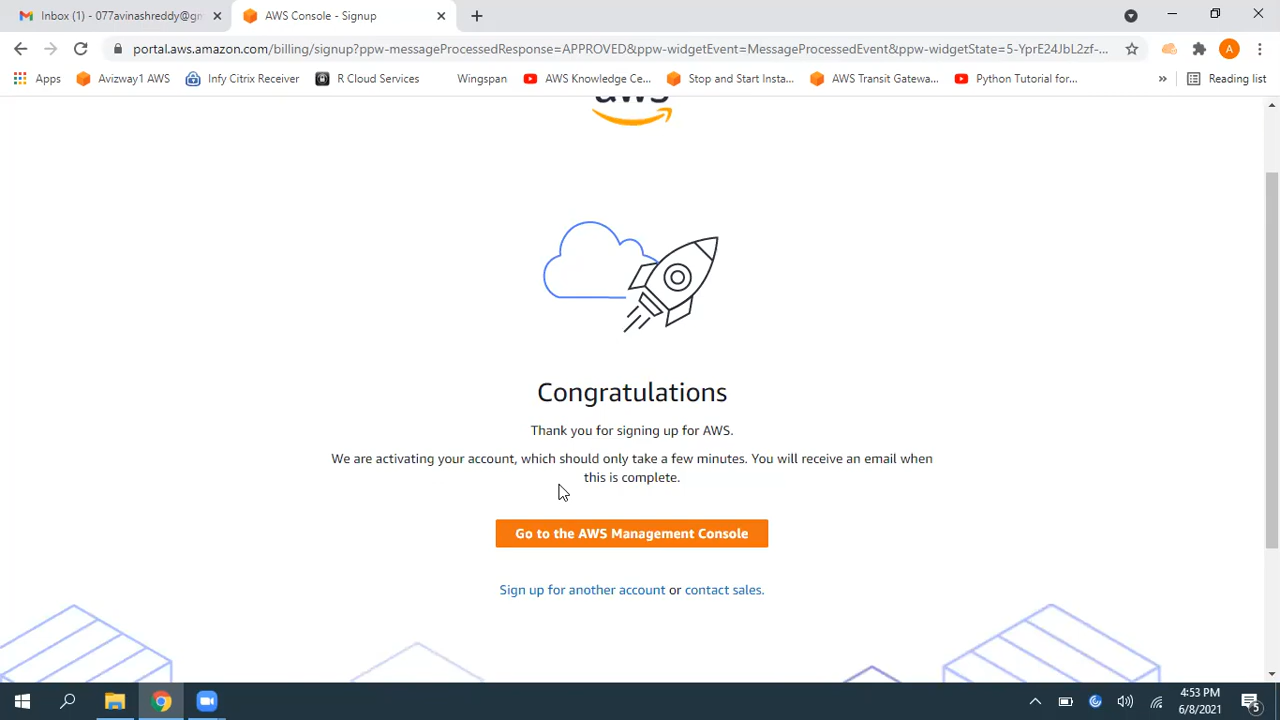 Inbox (1) - 077avinashreddy@gn
AWS Console - Signup
portal.aws.amazon.com/billing/signup?ppw-messageProcessedResponse=APPROVED&ppw-widgetEvent=MessageProcessedEvent&ppw-widgetState=5-YprE24JbL2zf-...
A
Apps
Avizway1 AWS
Infy Citrix Receiver
R Cloud Services
Wingspan
AWS Knowledge Ce...
Stop and Start Insta...
AWS Transit Gatewa...
Python Tutorial for...
»
Reading list
aws
Congratulations
Thank you for signing up for AWS.
We are activating your account, which should only take a few minutes. You will receive an email when
this is complete.
Go to the AWS Management Console
Sign up for another account or contact sales.
4:53 PM
6/8/2021
5